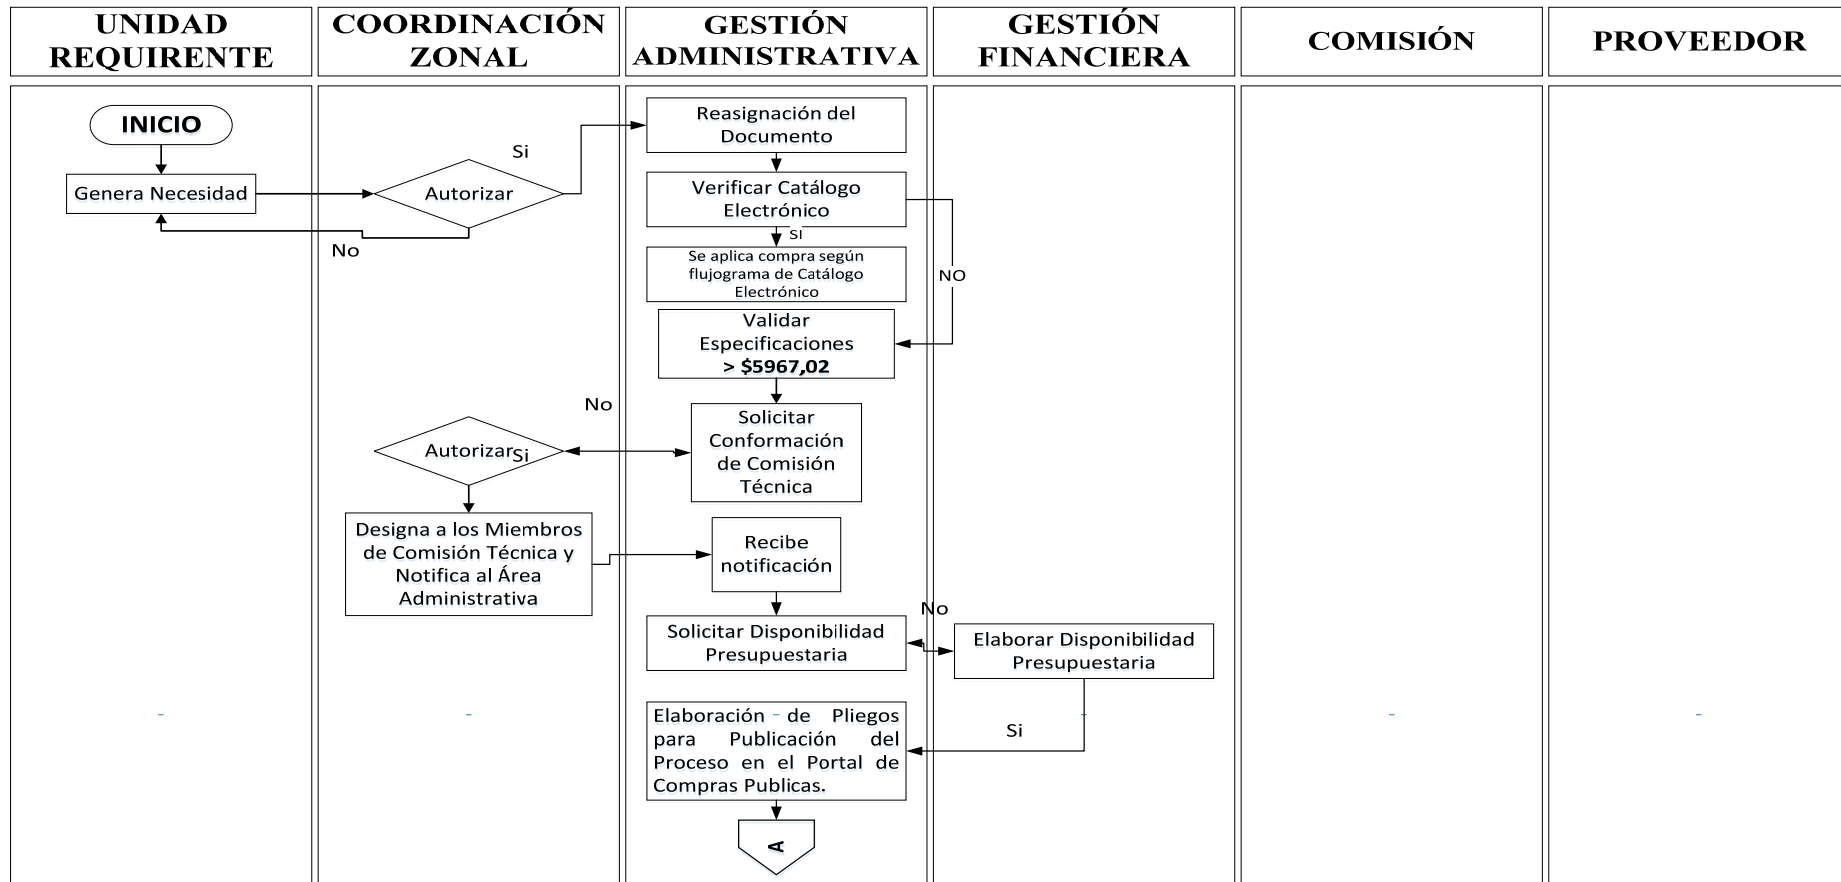 UNIDAD
REQUIRENTE
COORDINACIÓN
ZONAL
GESTIÓN
ADMINISTRATIVA
GESTIÓN
FINANCIERA
COMISIÓN
PROVEEDOR
INICIO
Genera Necesidad
Autorizar
Si
No
Reasignación del
Documento
Verificar Catálogo
Electrónico
SI
NO
Se aplica compra según
flujograma de Catálogo
Electrónico
Validar
Especificaciones
> $5967,02
No
Solicitar
Conformación
de Comisión
Técnica
Autorizar
Si
Designa a los Miembros
de Comisión Técnica y
Notifica al Área
Administrativa
Recibe
notificación
No
Solicitar Disponibilidad
Presupuestaria
Elaborar Disponibilidad
Presupuestaria
Si
Elaboración de Pliegos
para Publicación del
Proceso en el Portal de
Compras Publicas.
A